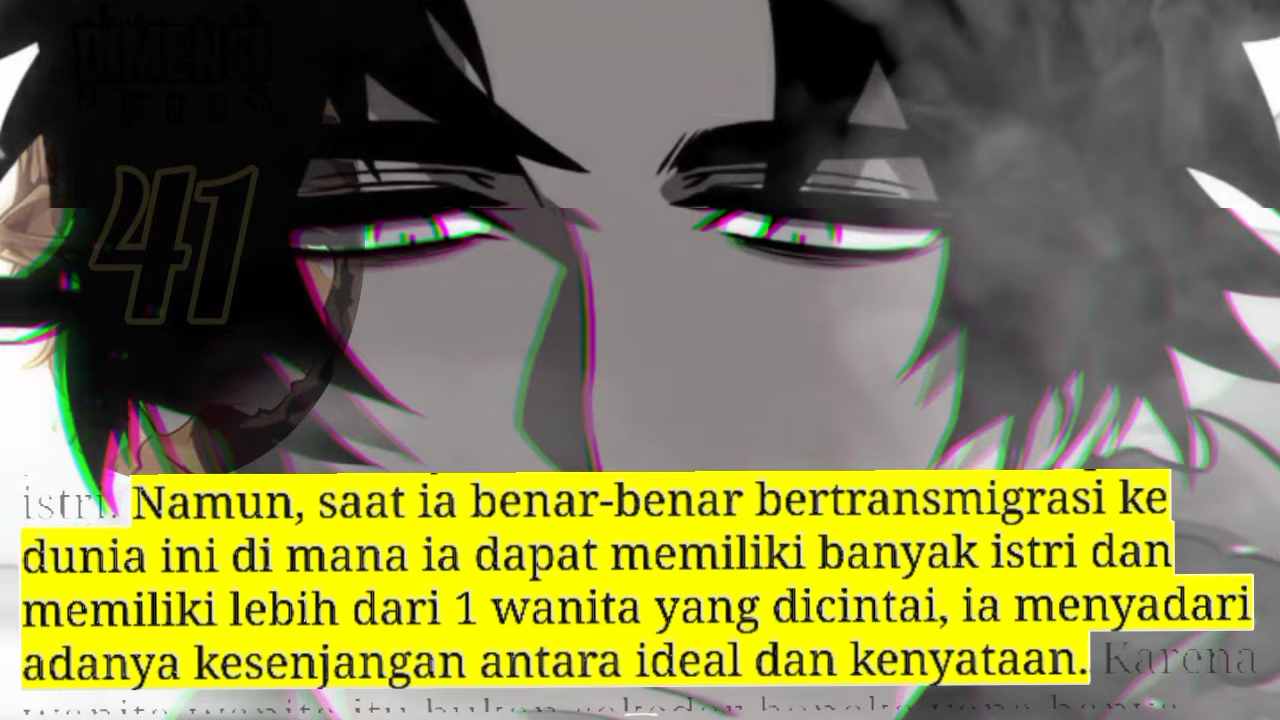 DIMENSI
41
istri. Namun, saat ia benar-benar bertransmigrasi ke
dunia ini di mana ia dapat memiliki banyak istri dan
memiliki lebih dari 1 wanita yang dicintai, ia menyadari
adanya kesenjangan antara ideal dan kenyataan. Karena